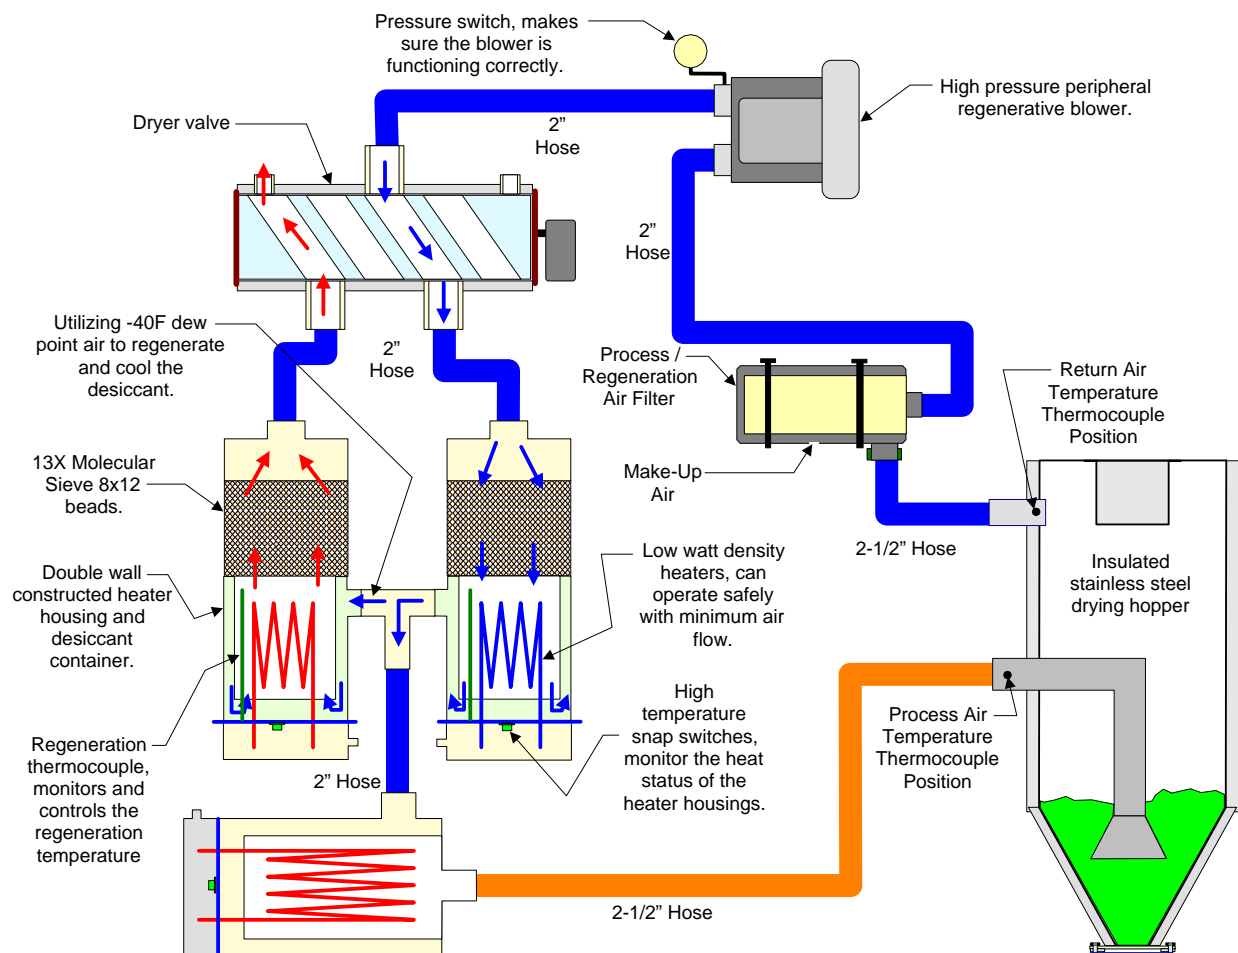 Pressure switch, makes
sure the blower is
functioning correctly.
High pressure peripheral
regenerative blower.
Dryer valve
2”
Hose
2”
Hose
Utilizing -40F dew
point air to regenerate
and cool the
desiccant.
2”
Hose
Process /
Regeneration
Air Filter
Return Air
Temperature
Thermocouple
Position
13X Molecular
Sieve 8x12
beads.
Make-Up
Air
2-1/2” Hose
Insulated
stainless steel
drying hopper
Double wall
constructed heater
housing and
desiccant
container.
Low watt density
heaters, can
operate safely
with minimum air
flow.
High
temperature
snap switches,
monitor the heat
status of the
heater housings.
Process Air
Temperature
Thermocouple
Position
Regeneration
thermocouple,
monitors and
controls the
regeneration
temperature
2” Hose
2-1/2” Hose